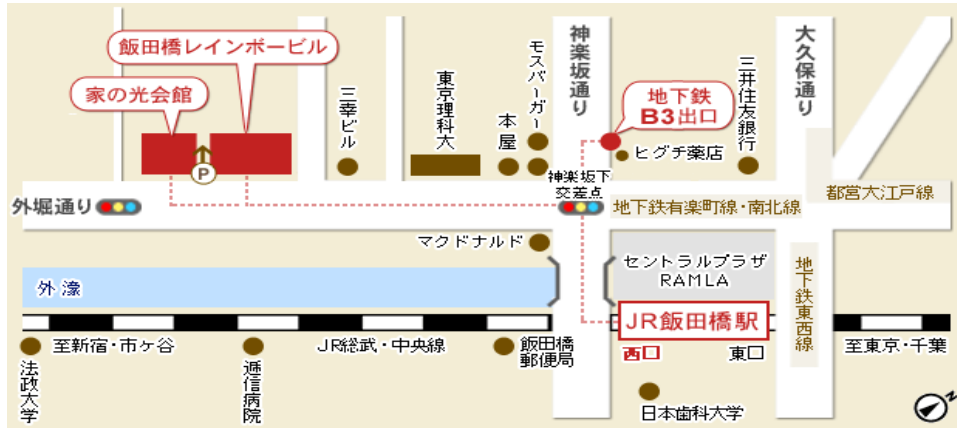 飯田橋レインボービル
家の光会館
P
三幸ビル
東京理科大
本屋
モスバーガー
神楽坂通り
地下鉄
B3出口
ヒグチ薬店
三井住友銀行
大久保通り
外堀通り
神楽坂下
交差点
地下鉄有楽町線・南北線
都営大江戸線
マクドナルド
セントラルプラザ
RAMLA
地下鉄東西線
外濠
JR飯田橋駅
西口
東口
至新宿・市ヶ谷
JR総武・中央線
飯田橋
郵便局
至東京・千葉
法政大学
逓信病院
日本歯科大学
N